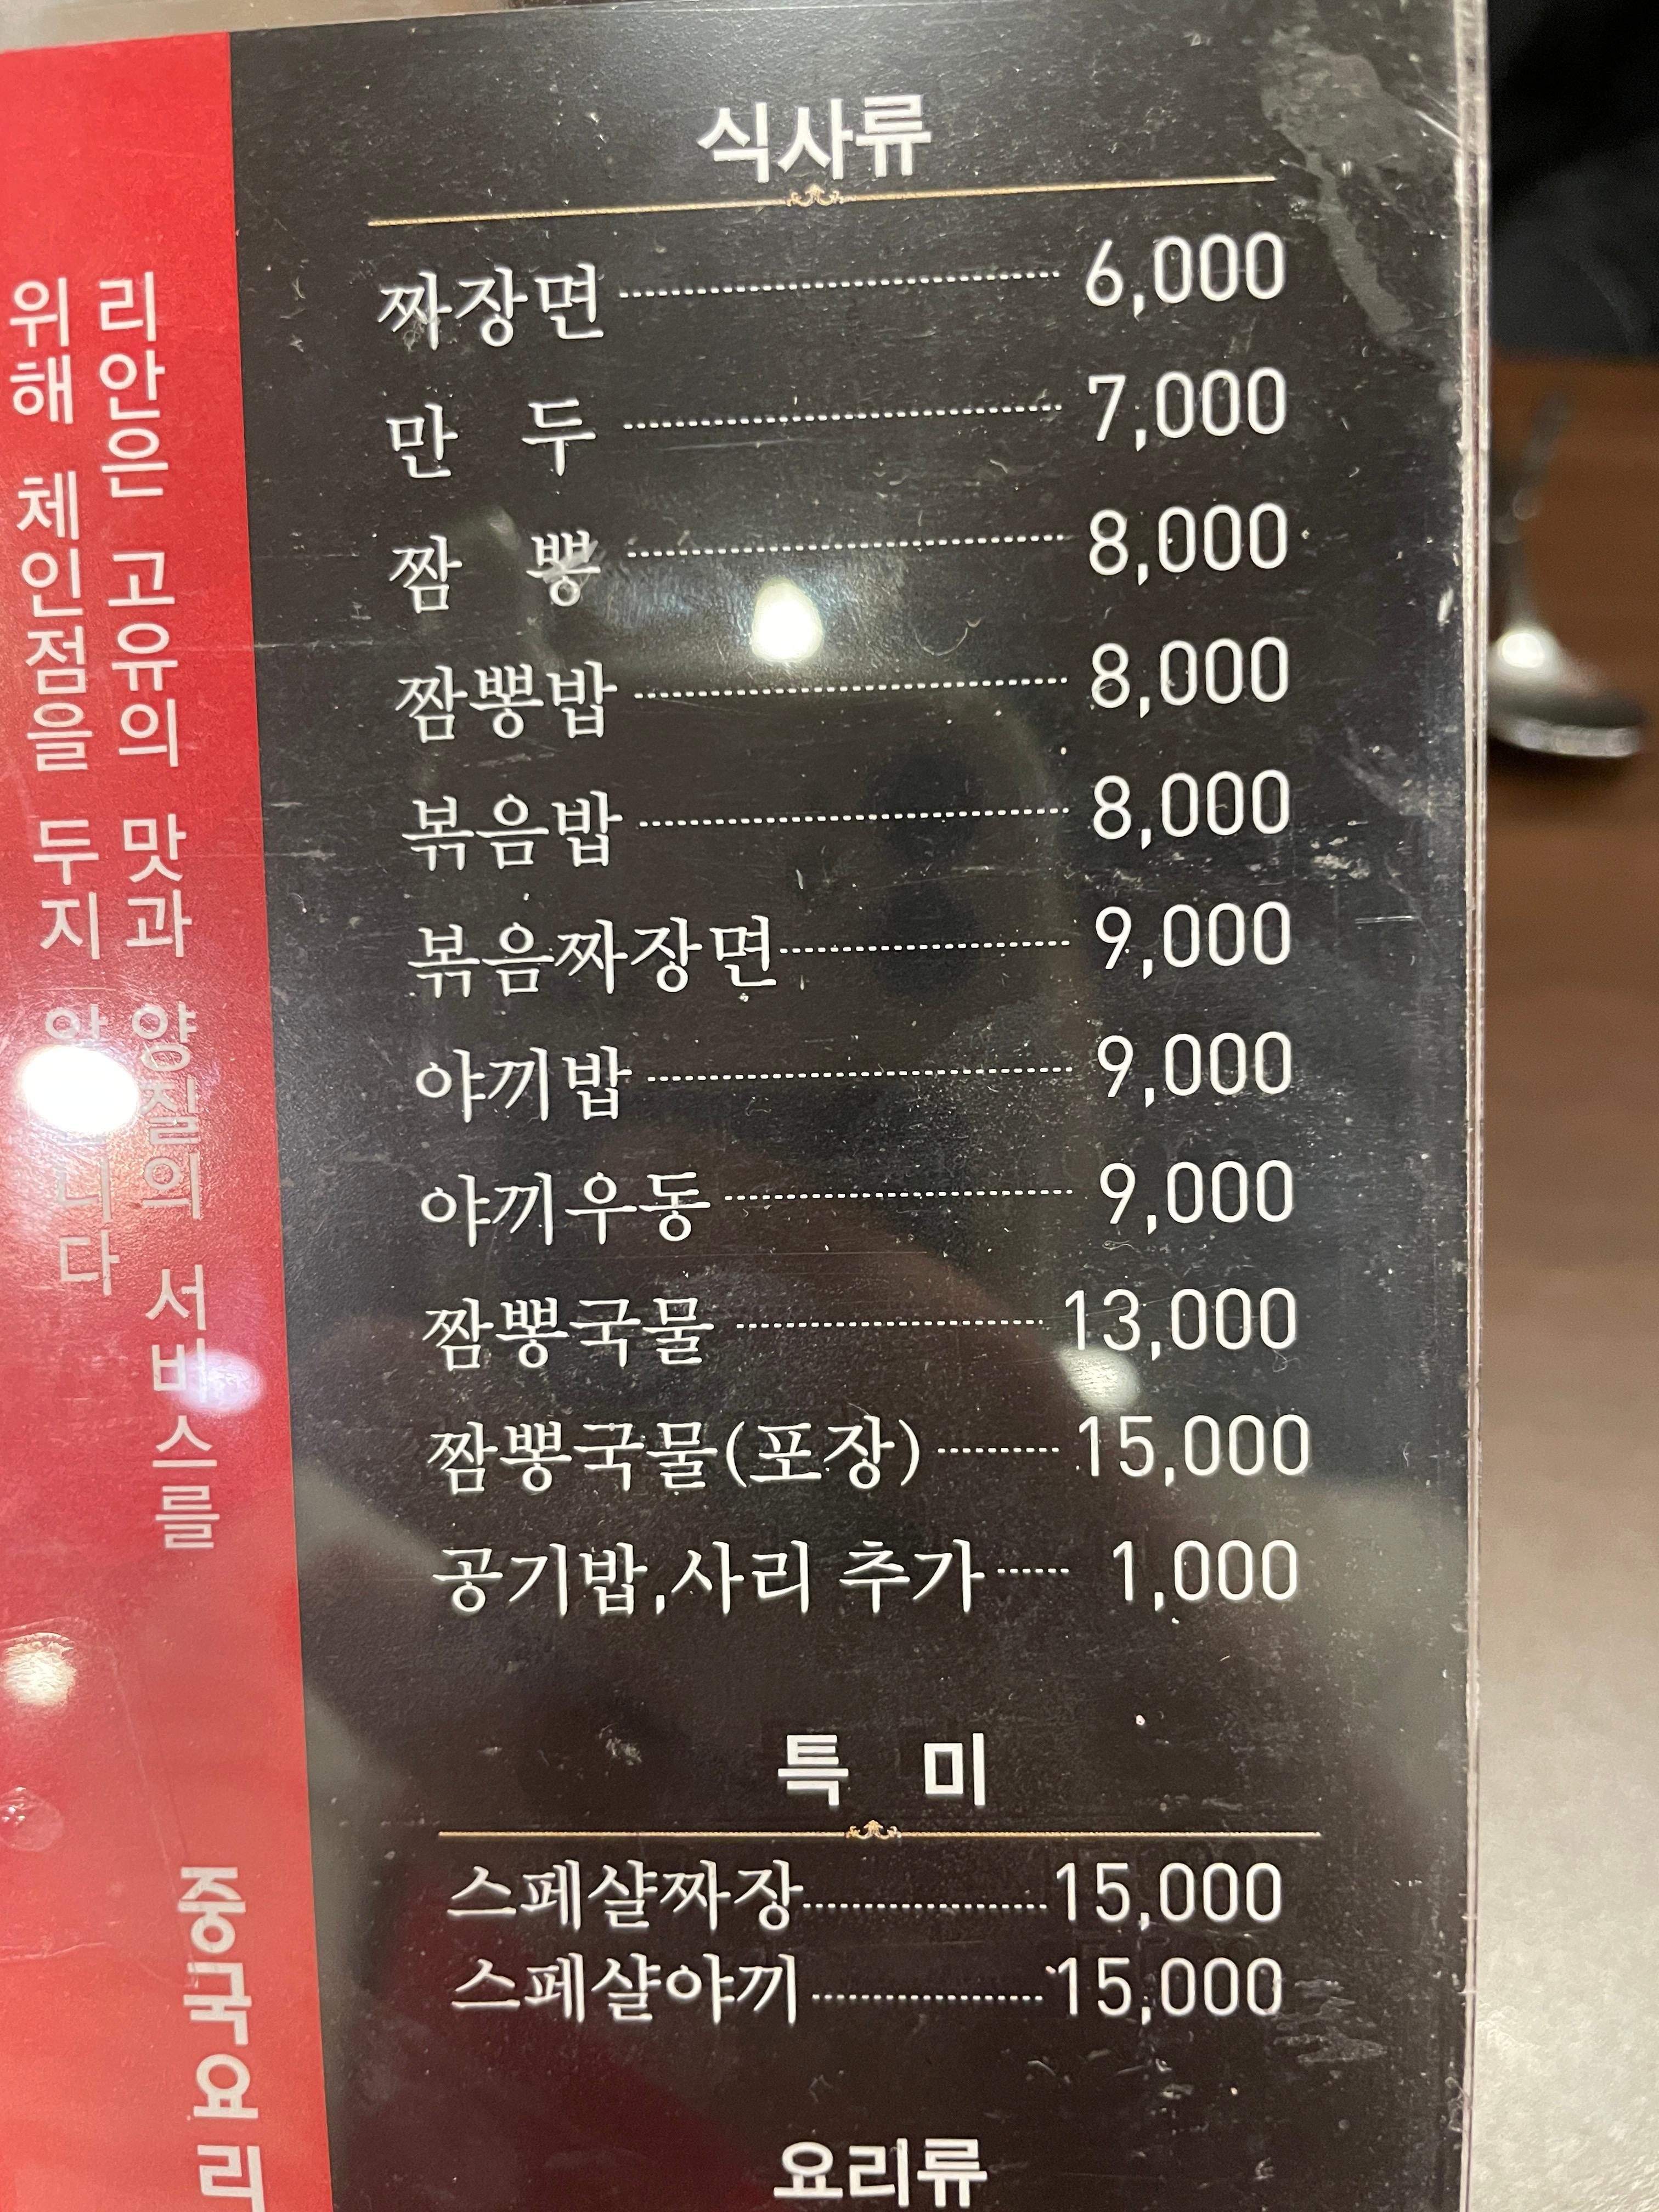 리안은 고유의 맛과 양질의 서비스를
위해 체인점을 두지
중국요리
식사류
짜장면 6,000
만 두 7,000
짬 뽕 8,000
짬뽕밥 8,000
볶음밥 8,000
볶음짜장면 9,000
야끼밥 9,000
야끼우동 9,000
짬뽕국물 13,000
짬뽕국물(포장) 15,000
공기밥,사리 추가 1,000
특 미
스페샬짜장 15,000
스페샬야끼 15,000
요리류